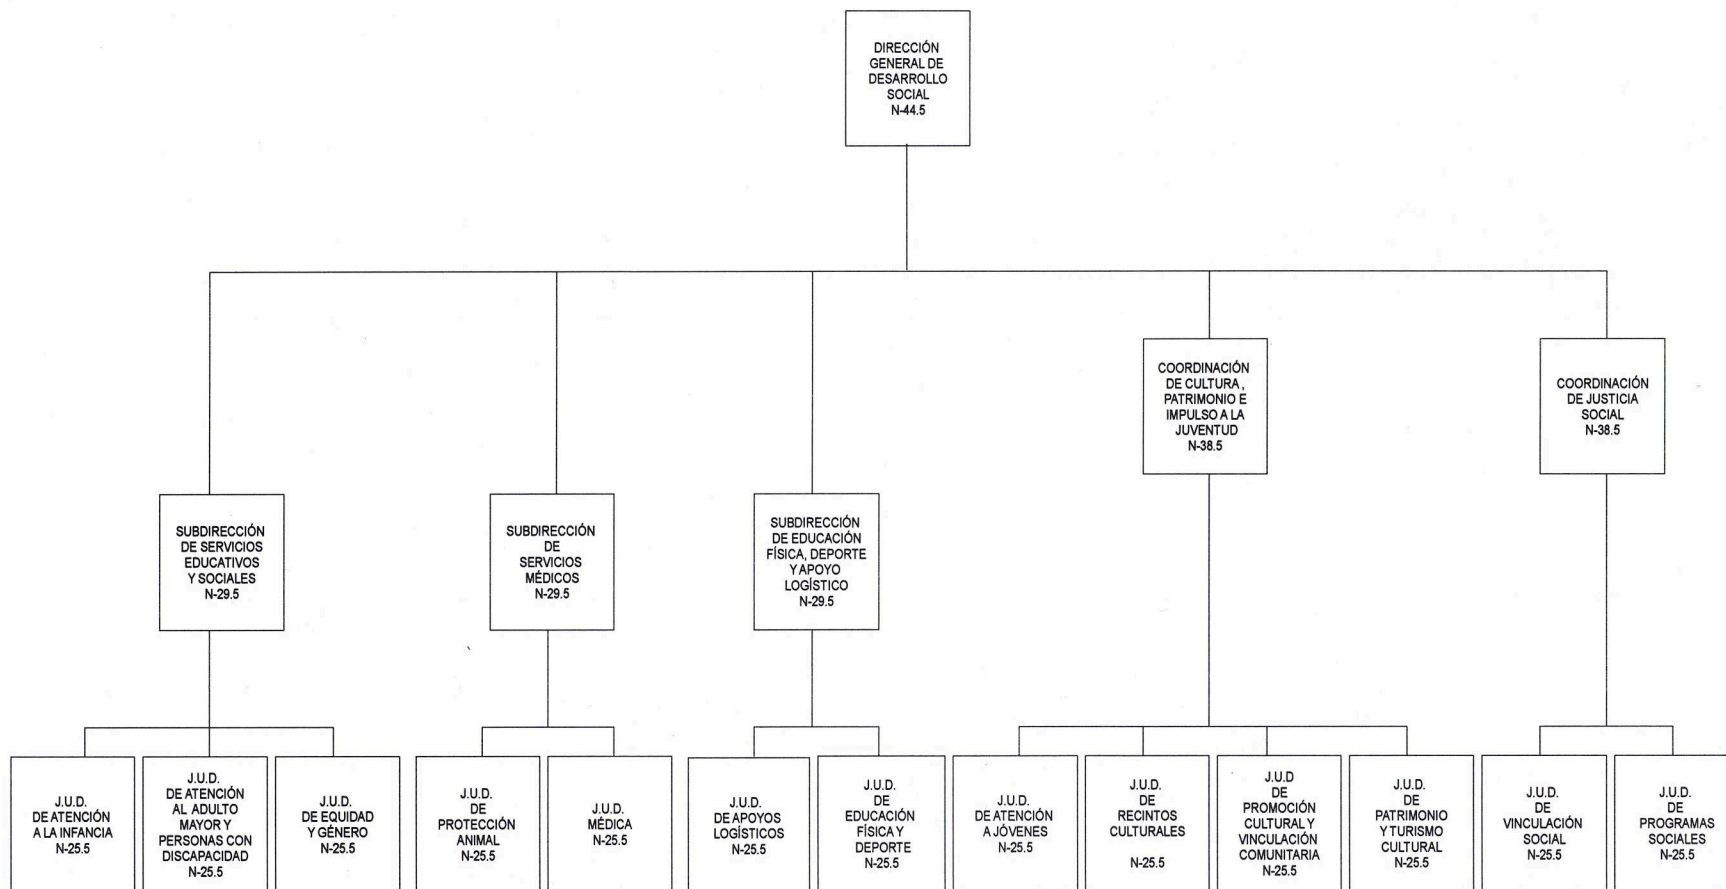 DIRECCIÓN
GENERAL DE
DESARROLLO
SOCIAL
N-44.5
COORDINACIÓN
DE CULTURA ,
PATRIMONIO E
IMPULSO A LA
JUVENTUD
N-38.5
COORDINACIÓN
DE JUSTICIA
SOCIAL
N-38.5
SUBDIRECCIÓN
DE SERVICIOS
EDUCATIVOS
Y SOCIALES
N-29.5
SUBDIRECCIÓN
DE
SERVICIOS
MÉDICOS
N-29.5
SUBDIRECCIÓN
DE EDUCACIÓN
FÍSICA, DEPORTE
Y APOYO
LOGÍSTICO
N-29.5
J.U.D.
DE ATENCIÓN
A LA INFANCIA
N-25.5
J.U.D.
DE ATENCIÓN
AL ADULTO
MAYOR Y
PERSONAS CON
DISCAPACIDAD
N-25.5
J.U.D.
DE EQUIDAD
Y GÉNERO
N-25.5
J.U.D.
DE
PROTECCIÓN
ANIMAL
N-25.5
J.U.D.
MÉDICA
N-25.5
J.U.D.
DE APOYOS
LOGÍSTICOS
N-25.5
J.U.D.
DE
EDUCACIÓN
FÍSICA Y
DEPORTE
N-25.5
J.U.D.
DE ATENCIÓN
A JÓVENES
N-25.5
J.U.D.
DE
RECINTOS
CULTURALES
N-25.5
J.U.D
DE
PROMOCIÓN
CULTURAL Y
VINCULACIÓN
COMUNITARIA
N-25.5
J.U.D.
DE
PATRIMONIO
Y TURISMO
CULTURAL
N-25.5
J.U.D.
DE
VINCULACIÓN
SOCIAL
N-25.5
J.U.D.
DE
PROGRAMAS
SOCIALES
N-25.5